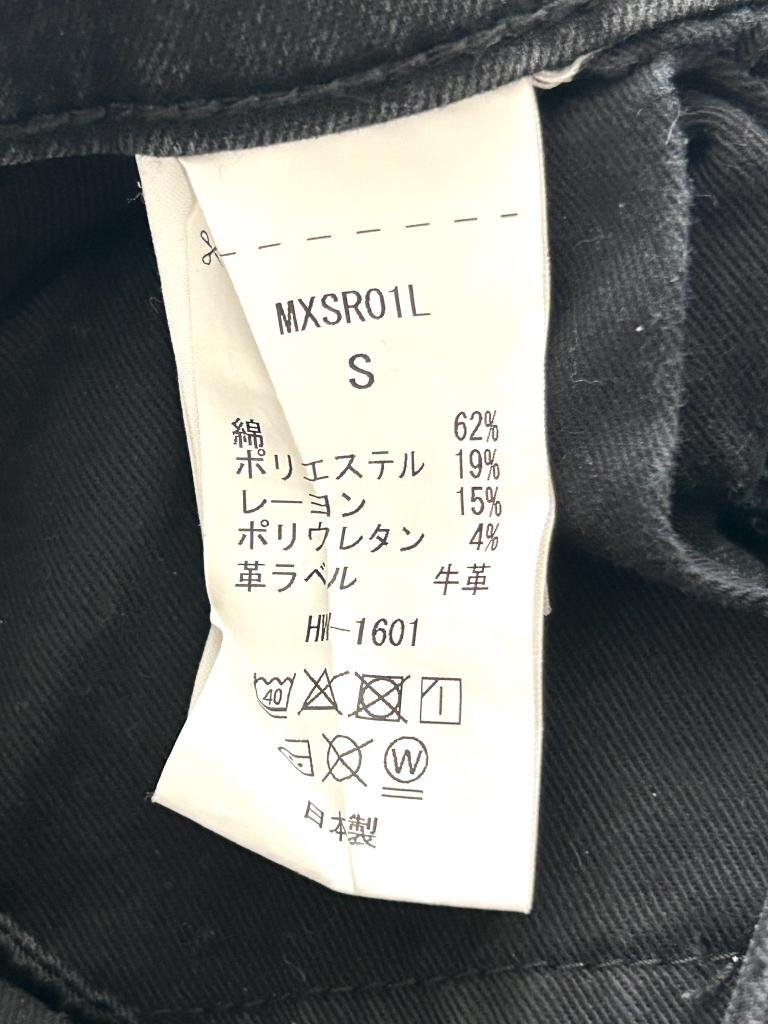 MXSR01L
S
綿 62%
ポリエステル 19%
レーヨン 15%
ポリウレタン 4%
革ラベル 牛革
HW-1601
40
W
日本製